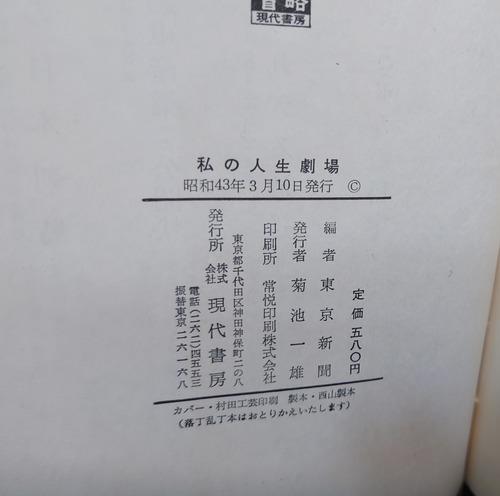 省略
現代書房
私の人生劇場
昭和43年3月10日発行 ©
定価 五八〇円
編者 東京新聞
発行者 菊池一雄
印刷所 常悦印刷株式会社
東京都千代田区神田神保町二の八
発行所 株式会社 現代書房
電話(二六二)四五五三
振替東京二六一六八
カバー・村田工芸印刷 製本・西山製本
(落丁乱丁本はおとりかえいたします)